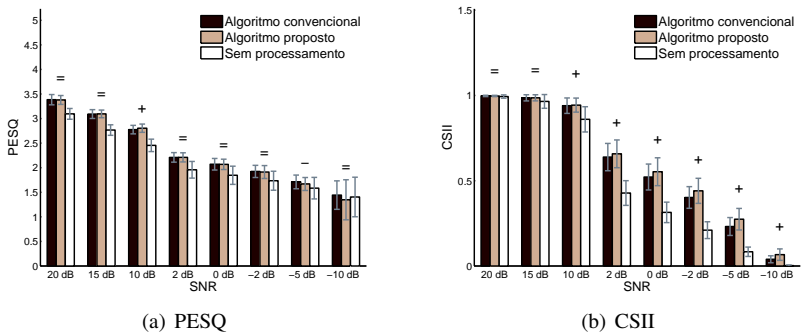 5
4.5
4
3.5
3
2.5
2
1.5
1
0.5
0
PESQ
Algoritmo convencional
Algoritmo proposto
Sem processamento
= = + = = = − =
20 dB 15 dB 10 dB 2 dB 0 dB −2 dB −5 dB −10 dB
SNR
(a) PESQ
1.5
1
0.5
0
CSII
Algoritmo convencional
Algoritmo proposto
Sem processamento
= = + + + + + +
20 dB 15 dB 10 dB 2 dB 0 dB −2 dB −5 dB −10 dB
SNR
(b) CSII